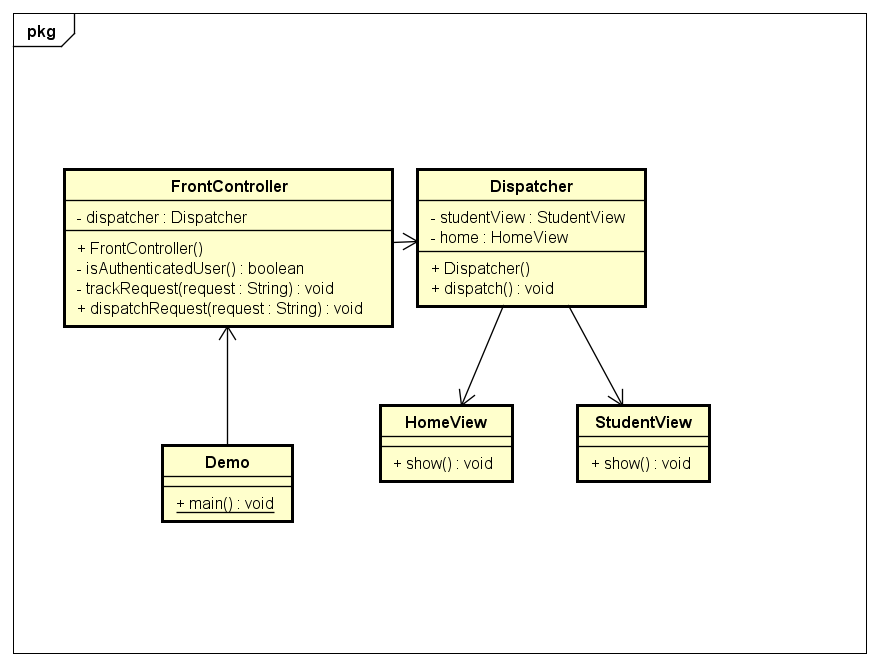 pkg
FrontController
- dispatcher : Dispatcher
+ FrontController()
- isAuthenticatedUser() : boolean
- trackRequest(request : String) : void
+ dispatchRequest(request : String) : void
Dispatcher
- studentView : StudentView
- home : HomeView
+ Dispatcher()
+ dispatch() : void
HomeView
+ show() : void
StudentView
+ show() : void
Demo
+ main() : void